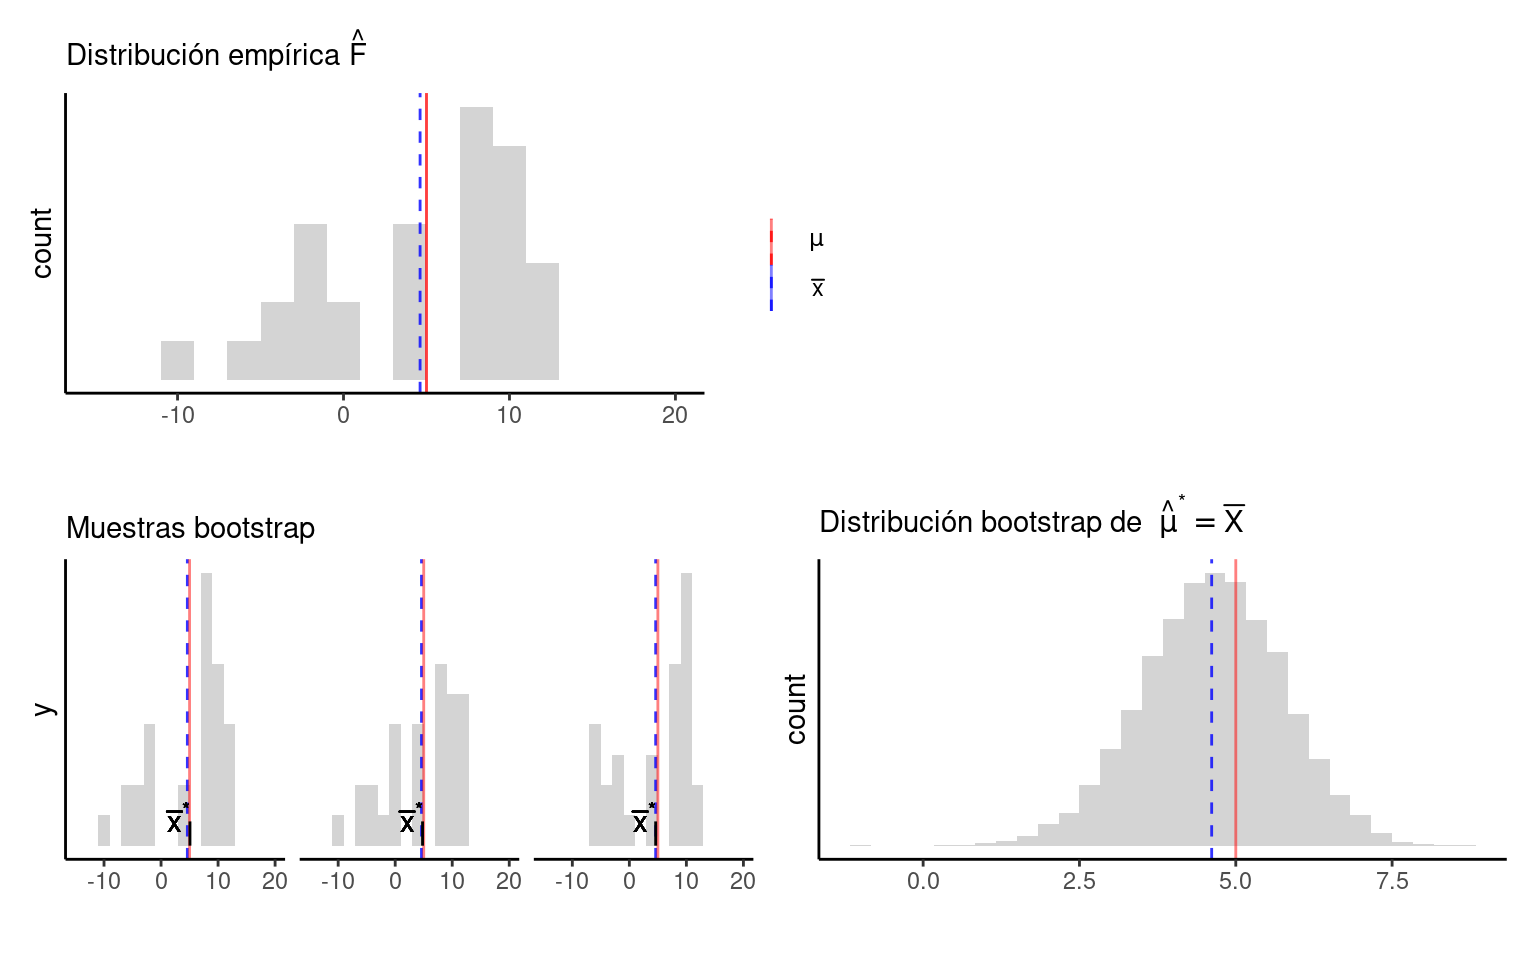 Distribución empírica F̂
count
-10 0 10 20
μ
x̅
Muestras bootstrap
y
X̅* X̅* X̅*
-10 0 10 20 -10 0 10 20 -10 0 10 20
Distribución bootstrap de μ̂* = X̅
count
0.0 2.5 5.0 7.5